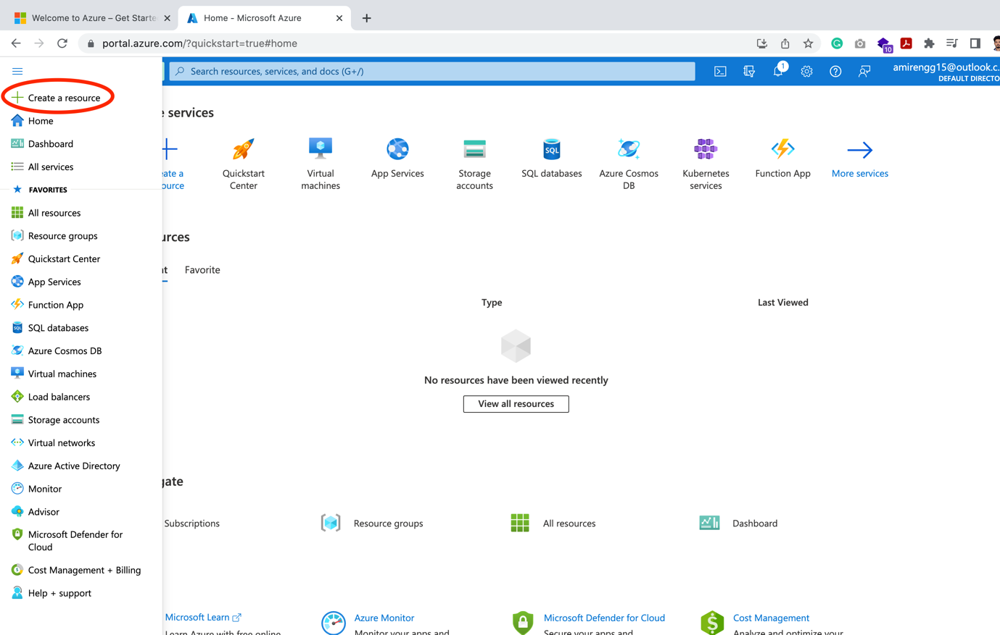 Welcome to Azure – Get Starte
Home - Microsoft Azure
portal.azure.com/?quickstart=true#home
10
Search resources, services, and docs (G+/)
1
amirengg15@outlook.c
DEFAULT DIRECTO
Create a resource
Home
Dashboard
All services
FAVORITES
All resources
Resource groups
Quickstart Center
App Services
Function App
SQL databases
Azure Cosmos DB
Virtual machines
Load balancers
Storage accounts
Virtual networks
Azure Active Directory
Monitor
Advisor
Microsoft Defender for
Cloud
Cost Management + Billing
Help + support
e services
eate a
ource
Quickstart
Center
Virtual
machines
App Services
Storage
accounts
SQL
SQL databases
Azure Cosmos
DB
Kubernetes
services
Function App
More services
urces
nt
Favorite
Type
Last Viewed
No resources have been viewed recently
View all resources
gate
Subscriptions
Resource groups
All resources
Dashboard
Microsoft Learn
Learn Azure with free online
Azure Monitor
Monitor your apps and
Microsoft Defender for Cloud
Secure your apps and
Cost Management
Analyze and optimize your